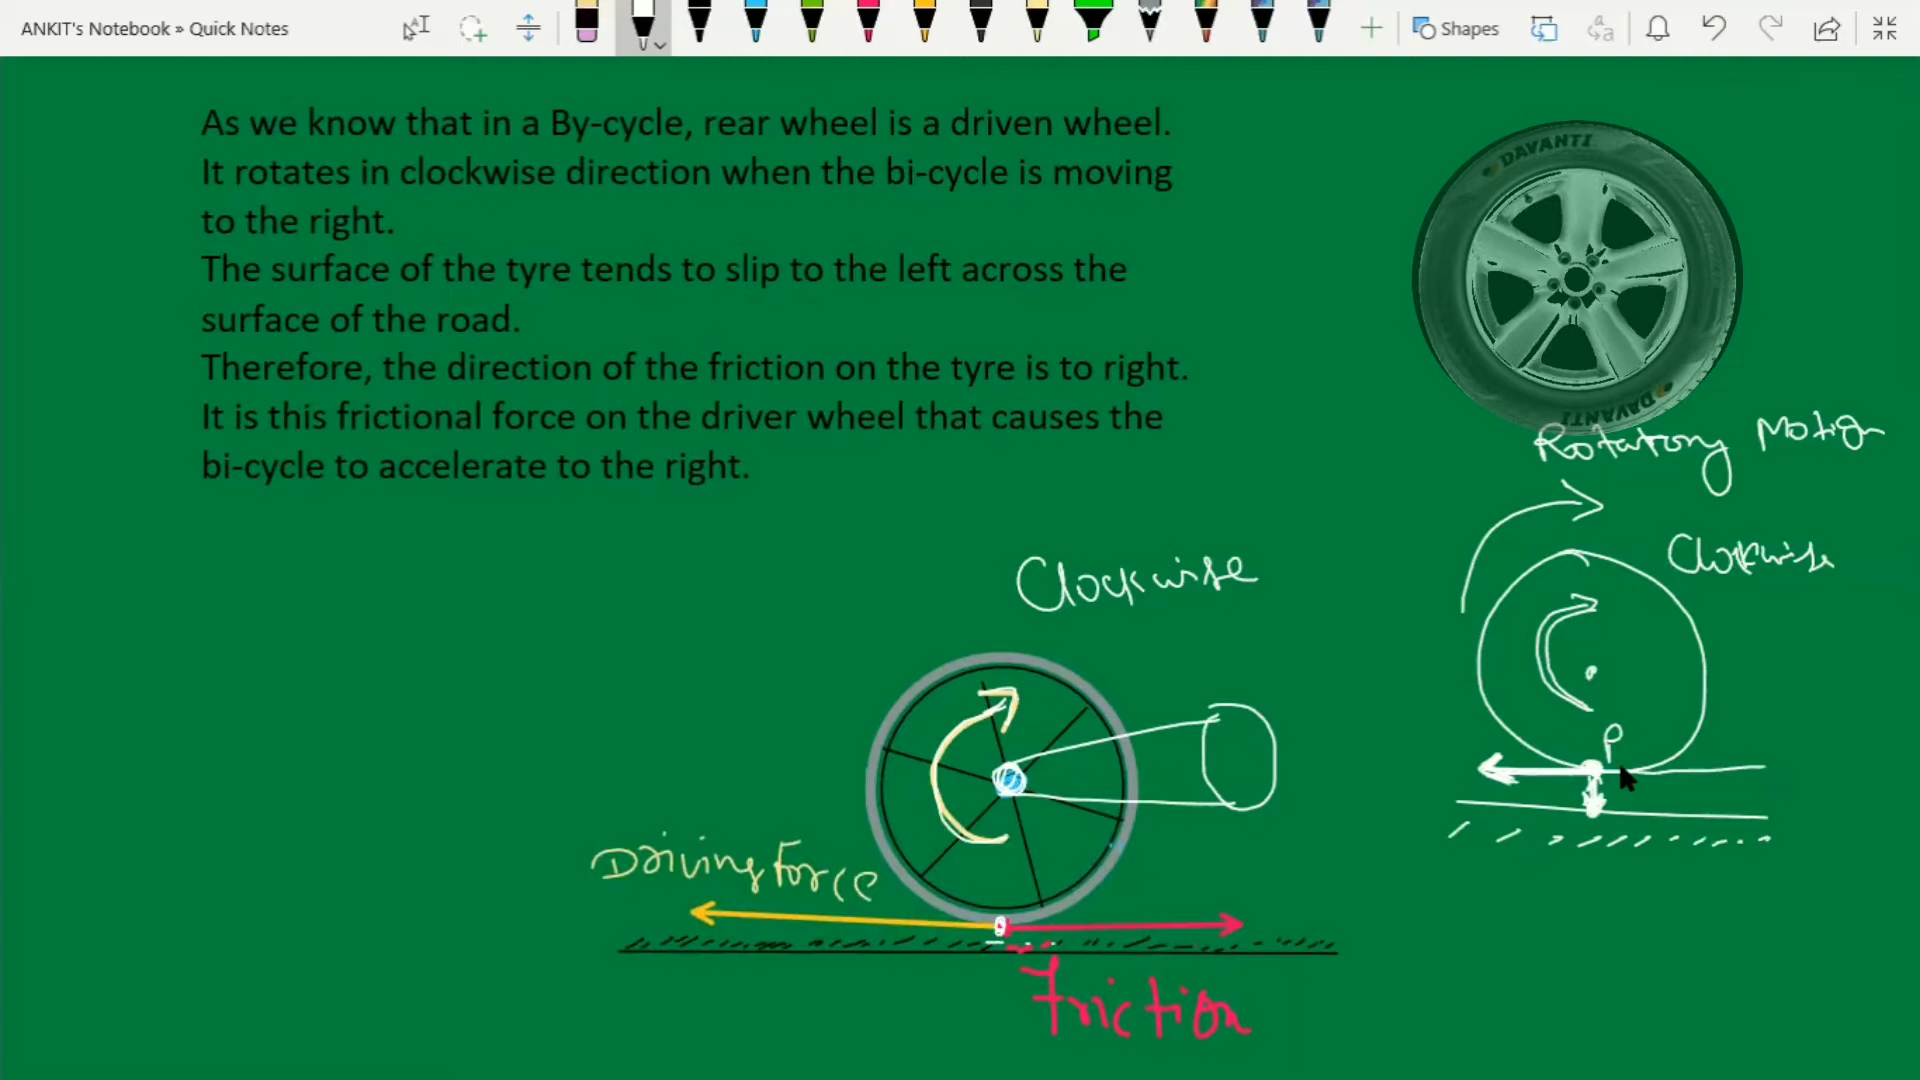 ANKIT's Notebook » Quick Notes
Shapes
As we know that in a By-cycle, rear wheel is a driven wheel.
It rotates in clockwise direction when the bi-cycle is moving
to the right.
The surface of the tyre tends to slip to the left across the
surface of the road.
Therefore, the direction of the friction on the tyre is to right.
It is this frictional force on the driver wheel that causes the
bi-cycle to accelerate to the right.
DAVANTI
DAVANTI
Rotatory Motion
Clockwise
Clockwise
P
Driving Force
Friction